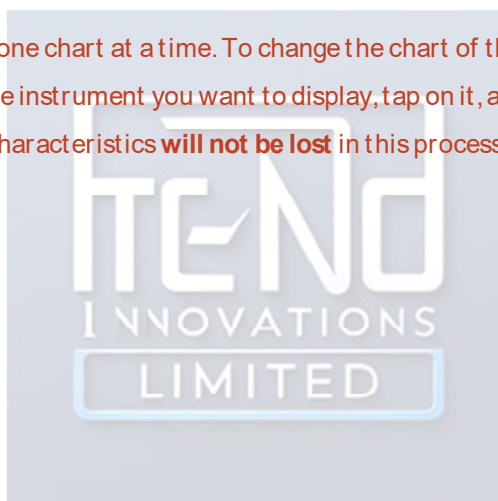 one chart at a time. To change the chart of th
e instrument you want to display, tap on it, a
haracteristics will not be lost in this process
INNOVATIONS
LIMITED